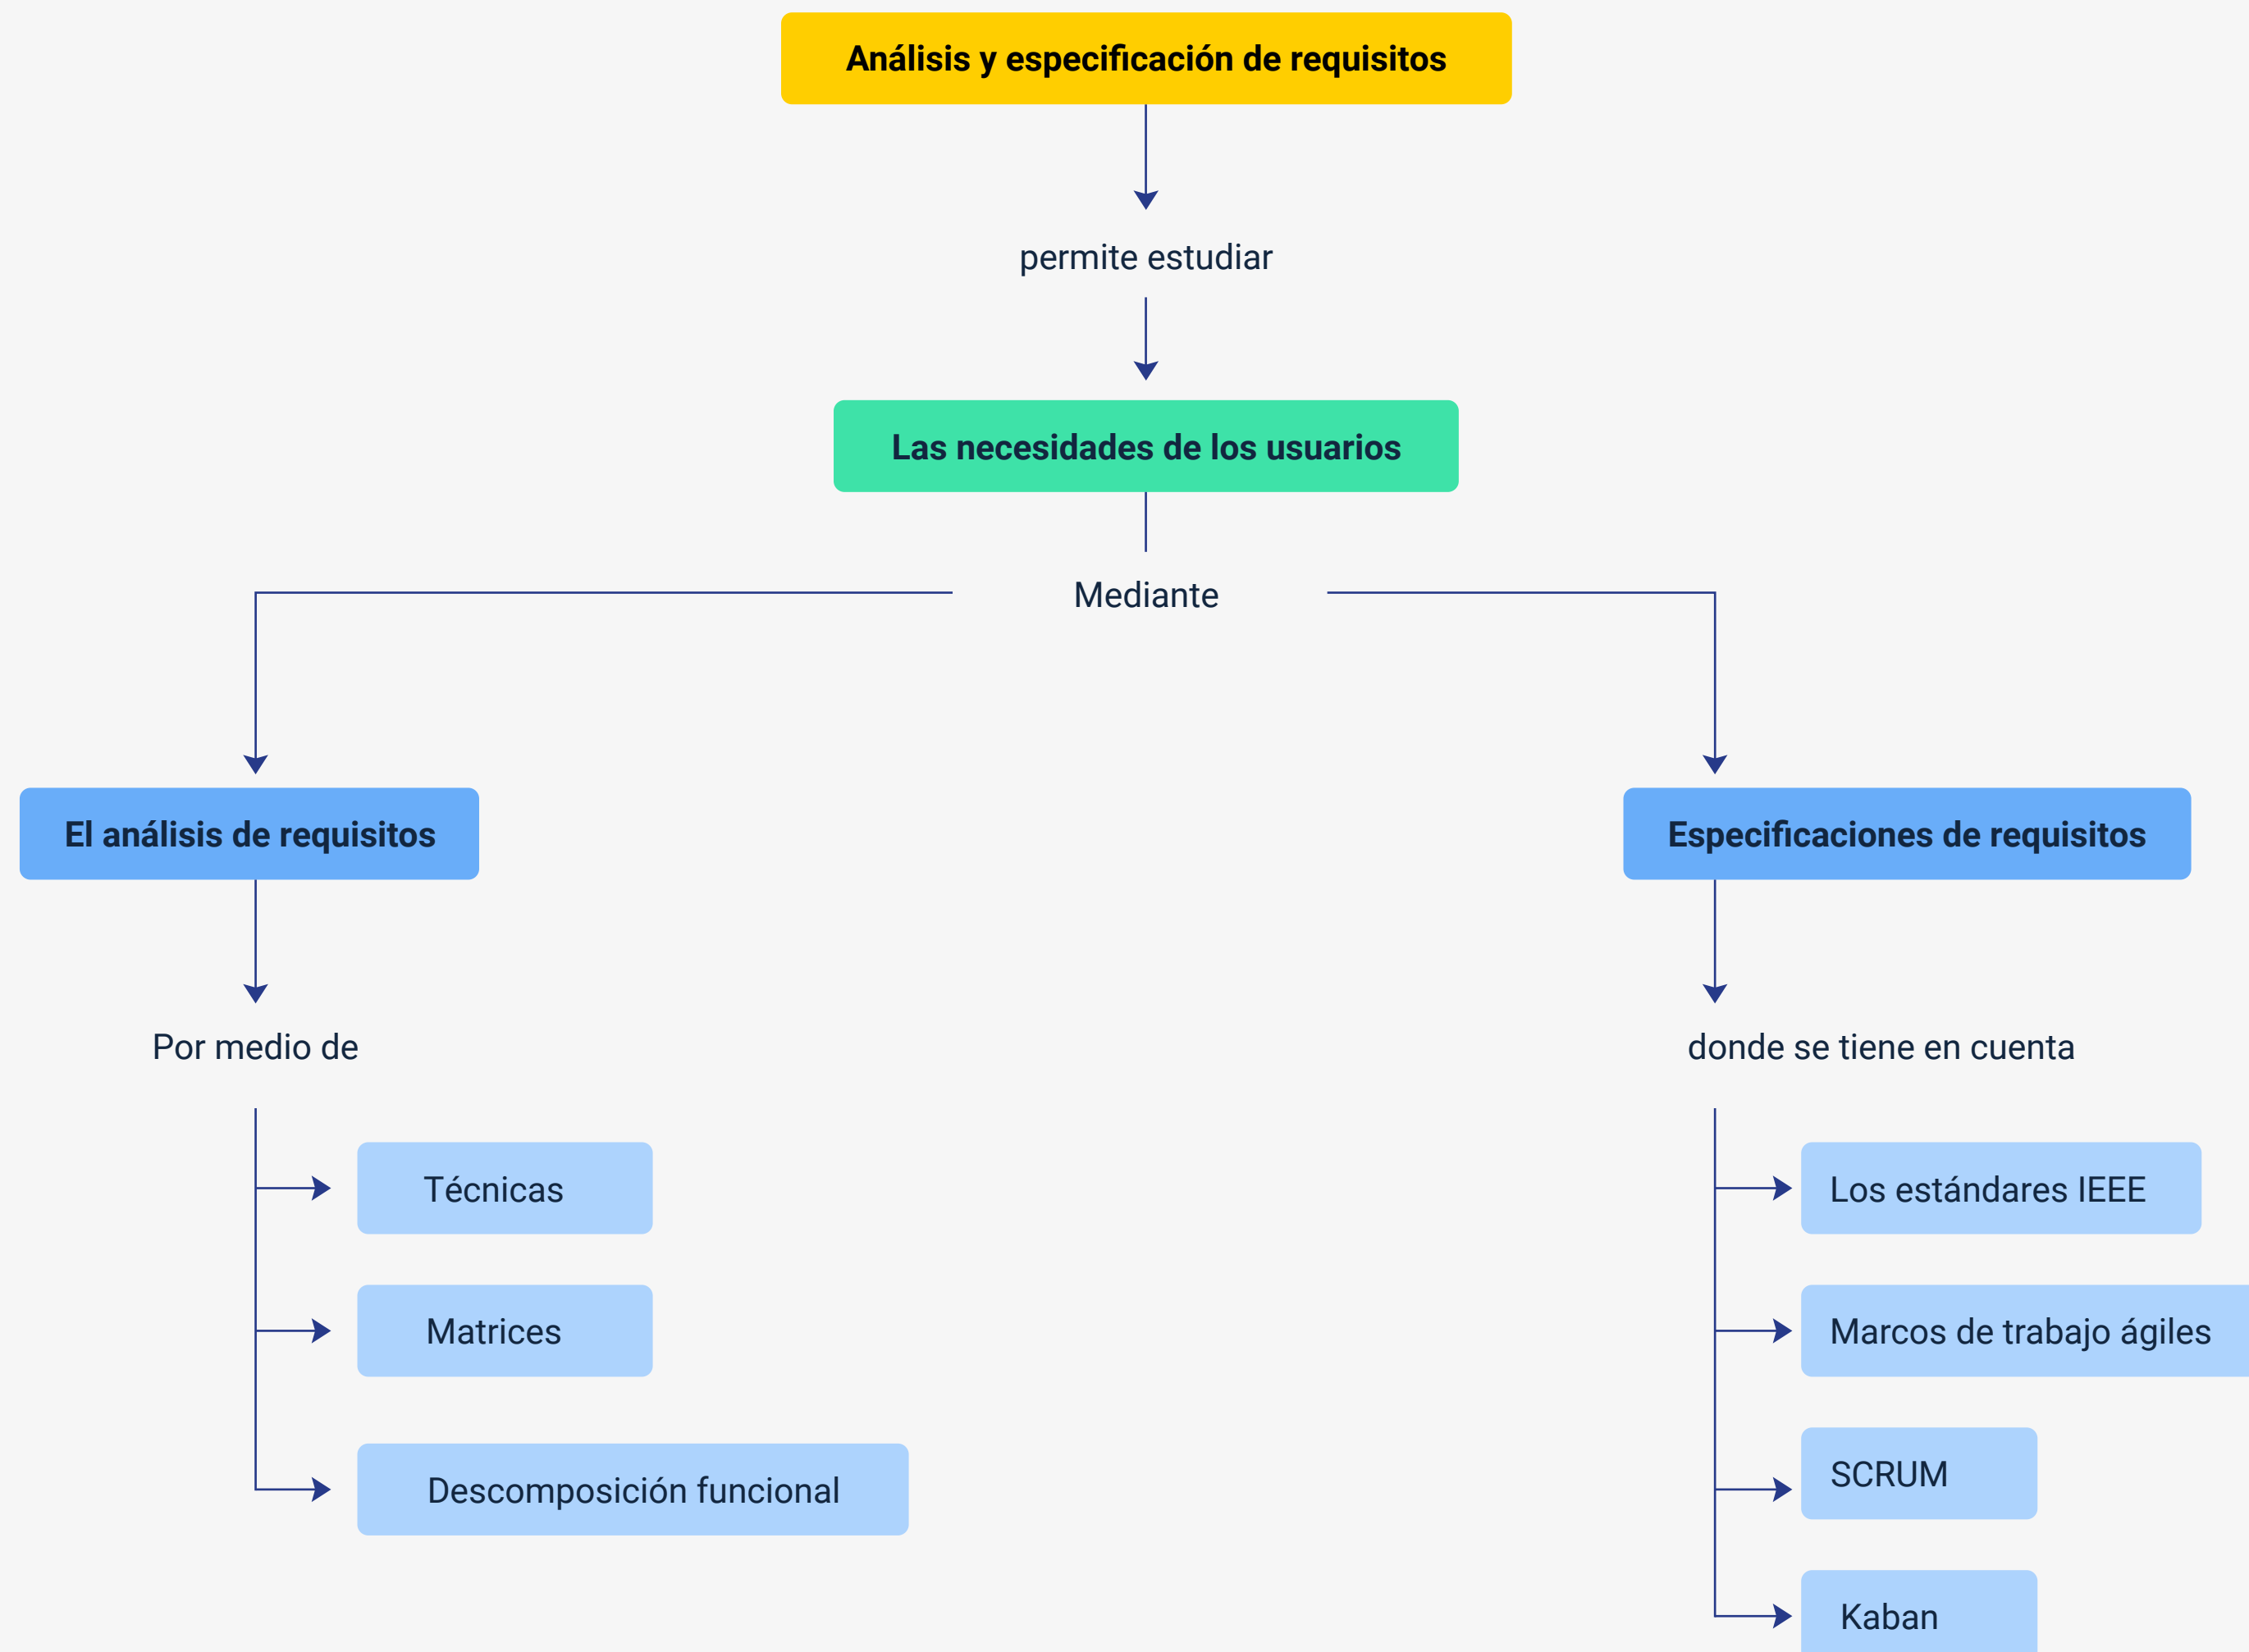 Análisis y especificación de requisitos
permite estudiar
Las necesidades de los usuarios
Mediante
El análisis de requisitos
Por medio de
Técnicas
Matrices
Descomposición funcional
Especificaciones de requisitos
donde se tiene en cuenta
Los estándares IEEE
Marcos de trabajo ágiles
SCRUM
Kaban